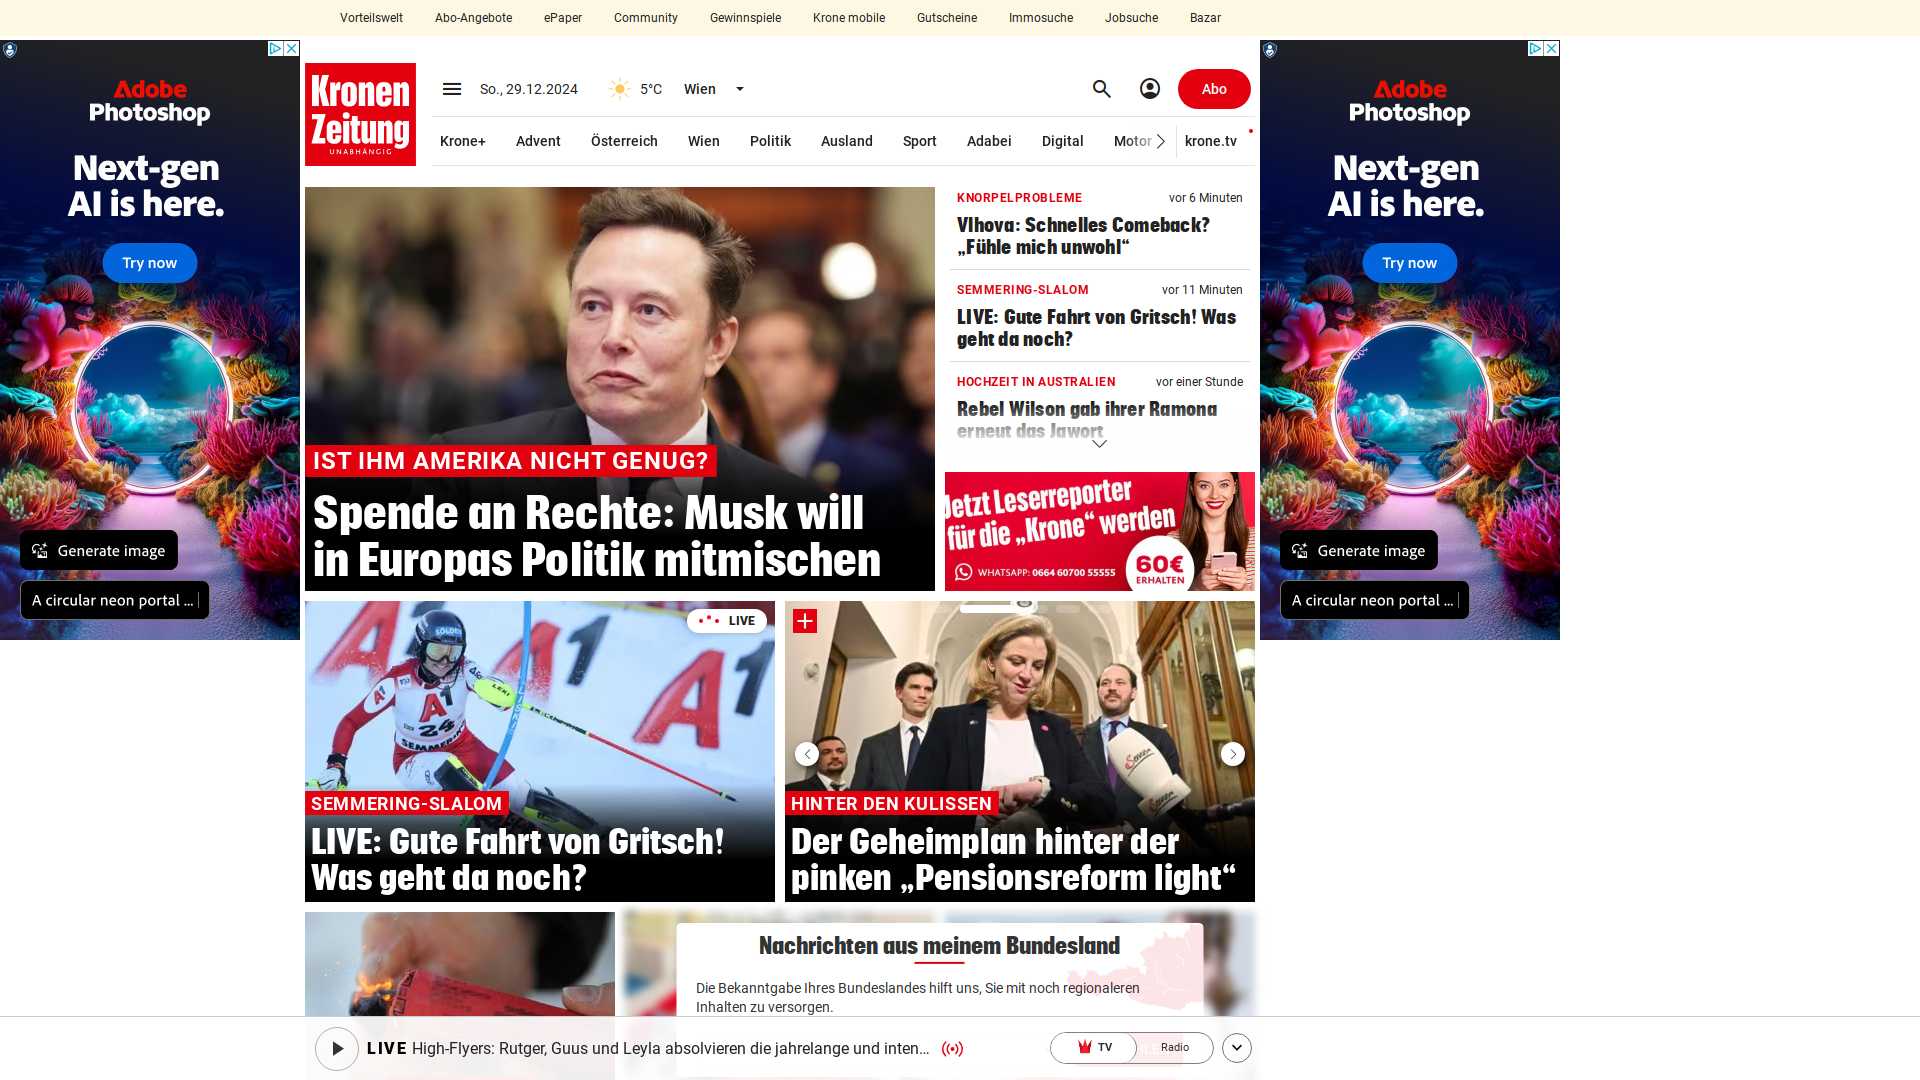 Vorteilswelt
Abo-Angebote
ePaper
Community
Gewinnspiele
Krone mobile
Gutscheine
Immosuche
Jobsuche
Bazar
Adobe
Photoshop
Next-gen
AI is here.
Try now
Generate image
A circular neon portal ...
Kronen
Zeitung
UNABHÄNGIG
So., 29.12.2024
5°C
Wien
Abo
Krone+
Advent
Österreich
Wien
Politik
Ausland
Sport
Adabei
Digital
Motor
krone.tv
IST IHM AMERIKA NICHT GENUG?
Spende an Rechte: Musk will
in Europas Politik mitmischen
KNORPELPROBLEME
vor 6 Minuten
Vlhova: Schnelles Comeback?
„Fühle mich unwohl“
SEMMERING-SLALOM
vor 11 Minuten
LIVE: Gute Fahrt von Gritsch! Was
geht da noch?
HOCHZEIT IN AUSTRALIEN
vor einer Stunde
Rebel Wilson gab ihrer Ramona
erneut das Jawort
Jetzt Leserreporter
für die „Krone“ werden
WHATSAPP: 0664 60700 55555
60€
ERHALTEN
Adobe
Photoshop
Next-gen
AI is here.
Try now
Generate image
A circular neon portal ...
LIVE
SÖLDEN
A1
LEKI
A1
24
SEMMERING
SEMMERING-SLALOM
LIVE: Gute Fahrt von Gritsch!
Was geht da noch?
HINTER DEN KULISSEN
Der Geheimplan hinter der
pinken „Pensionsreform light“
Nachrichten aus meinem Bundesland
Die Bekanntgabe Ihres Bundeslandes hilft uns, Sie mit noch regionaleren
Inhalten zu versorgen.
LIVE High-Flyers: Rutger, Guus und Leyla absolvieren die jahrelange und inten...
TV
Radio